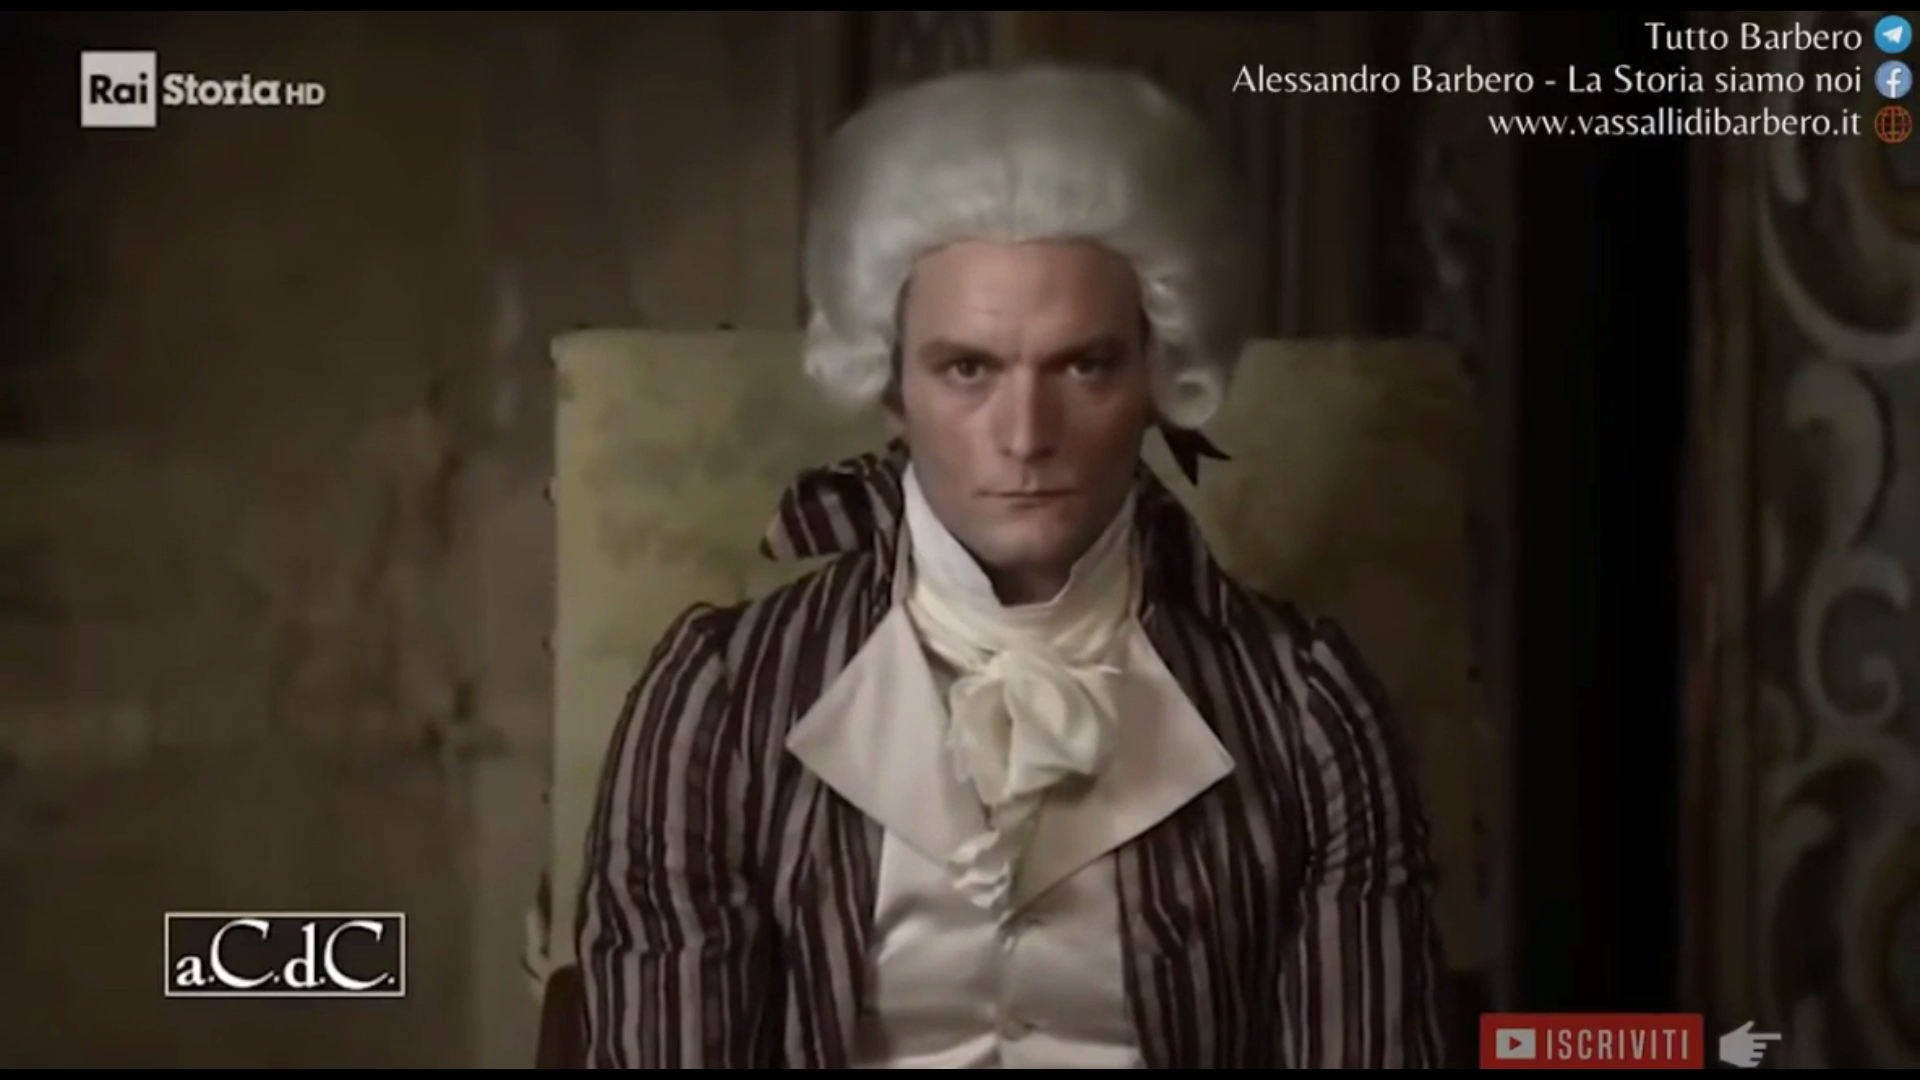 Rai Storia HD
Tutto Barbero
Alessandro Barbero - La Storia siamo noi
www.vassallidibarbero.it
a.C.d.C.
ISCRIVITI